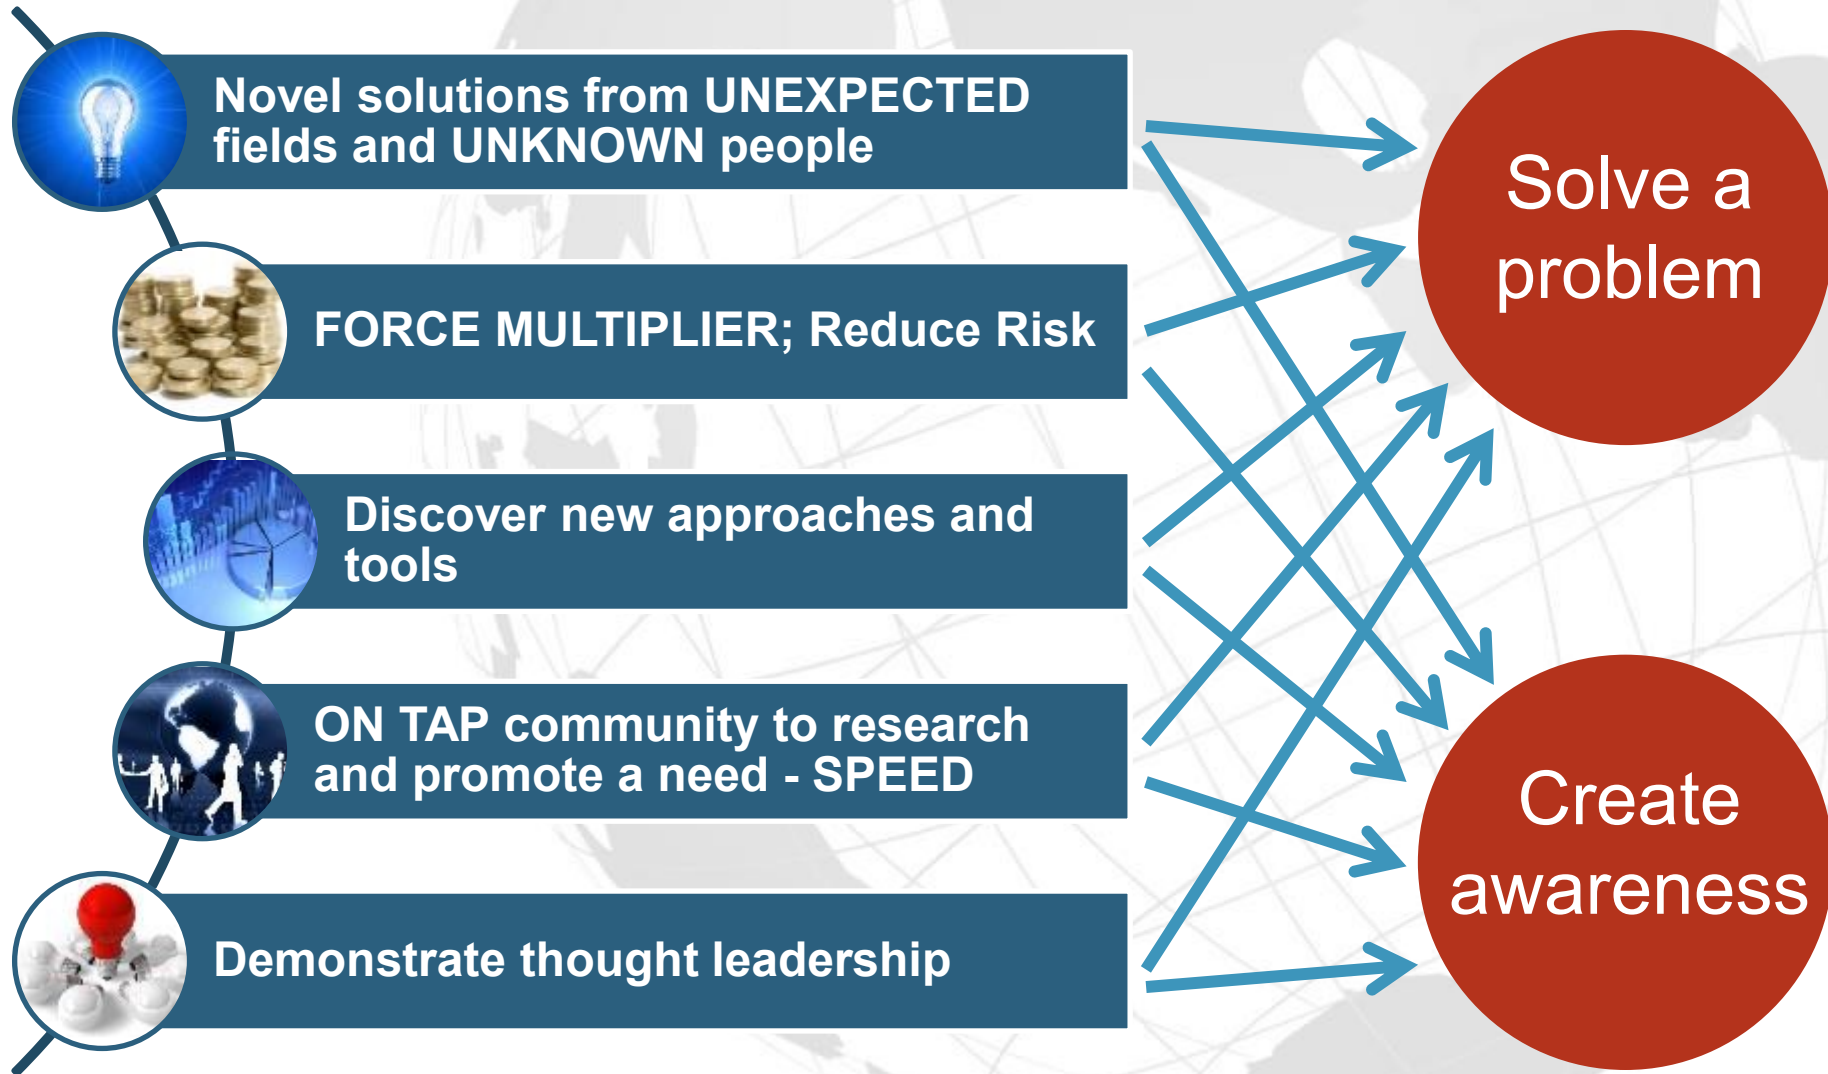 Novel solutions from UNEXPECTED
fields and UNKNOWN people
FORCE MULTIPLIER; Reduce Risk
Discover new approaches and
tools
ON TAP community to research
and promote a need - SPEED
Demonstrate thought leadership
Solve a
problem
Create
awareness